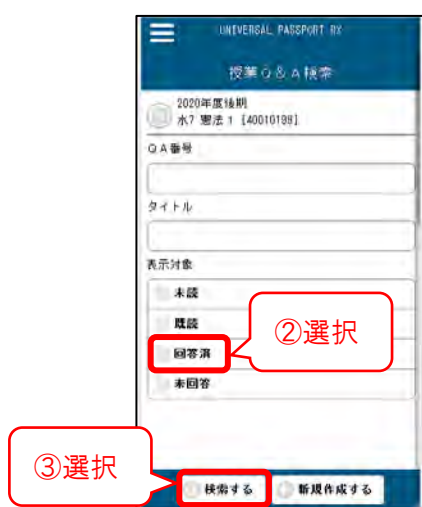 UNIVERSAL PASSPORT RX
授業Q&A検索
2020年度後期
水7 憲法1 [40010199]
QA番号
タイトル
表示対象
未読
既読
②選択
回答済
未回答
③選択
検索する 新規作成する